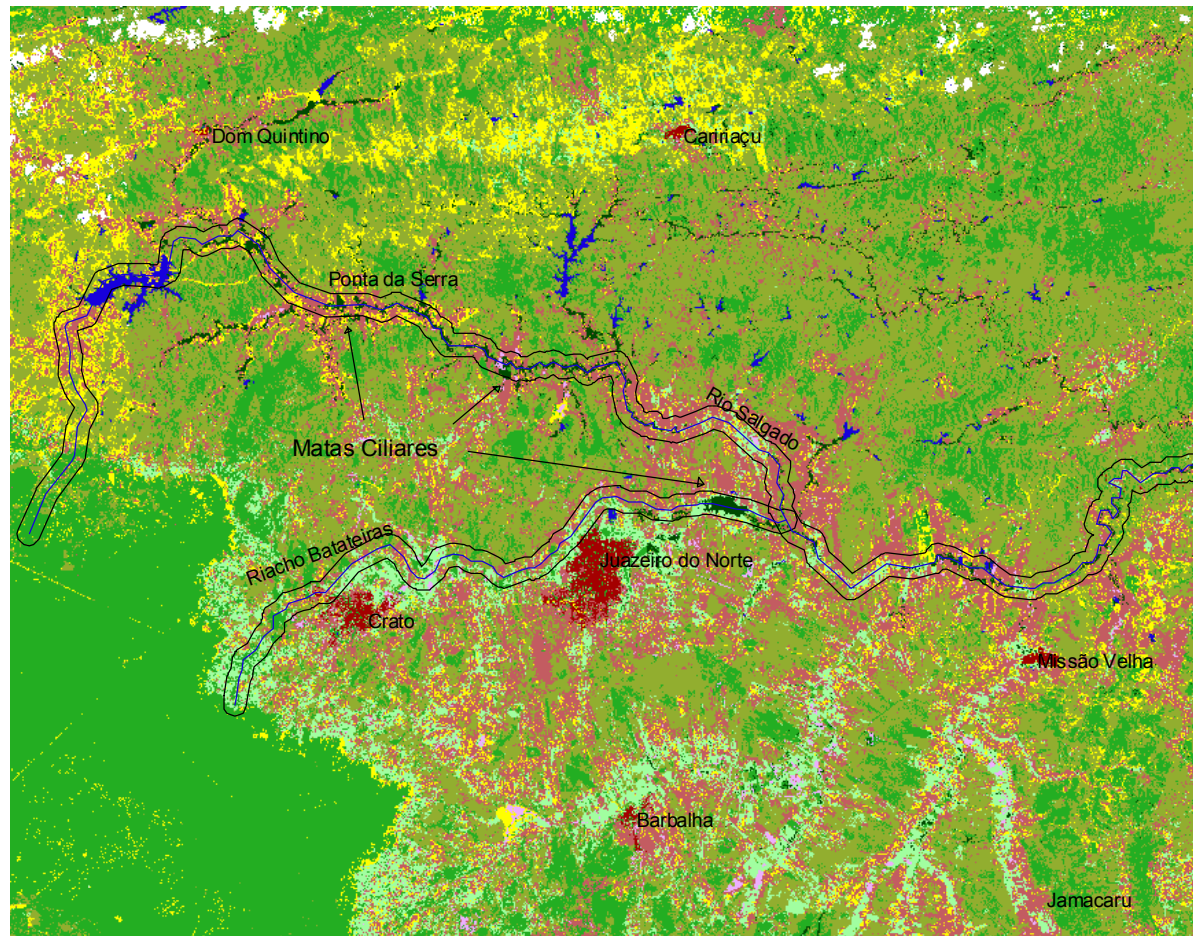 Dom Quintino
Caririaçu
Ponta da Serra
Rio Salgado
Matas Ciliares
Riacho Batateiras
Juazeiro do Norte
Crato
Missão Velha
Barbalha
Jamacaru